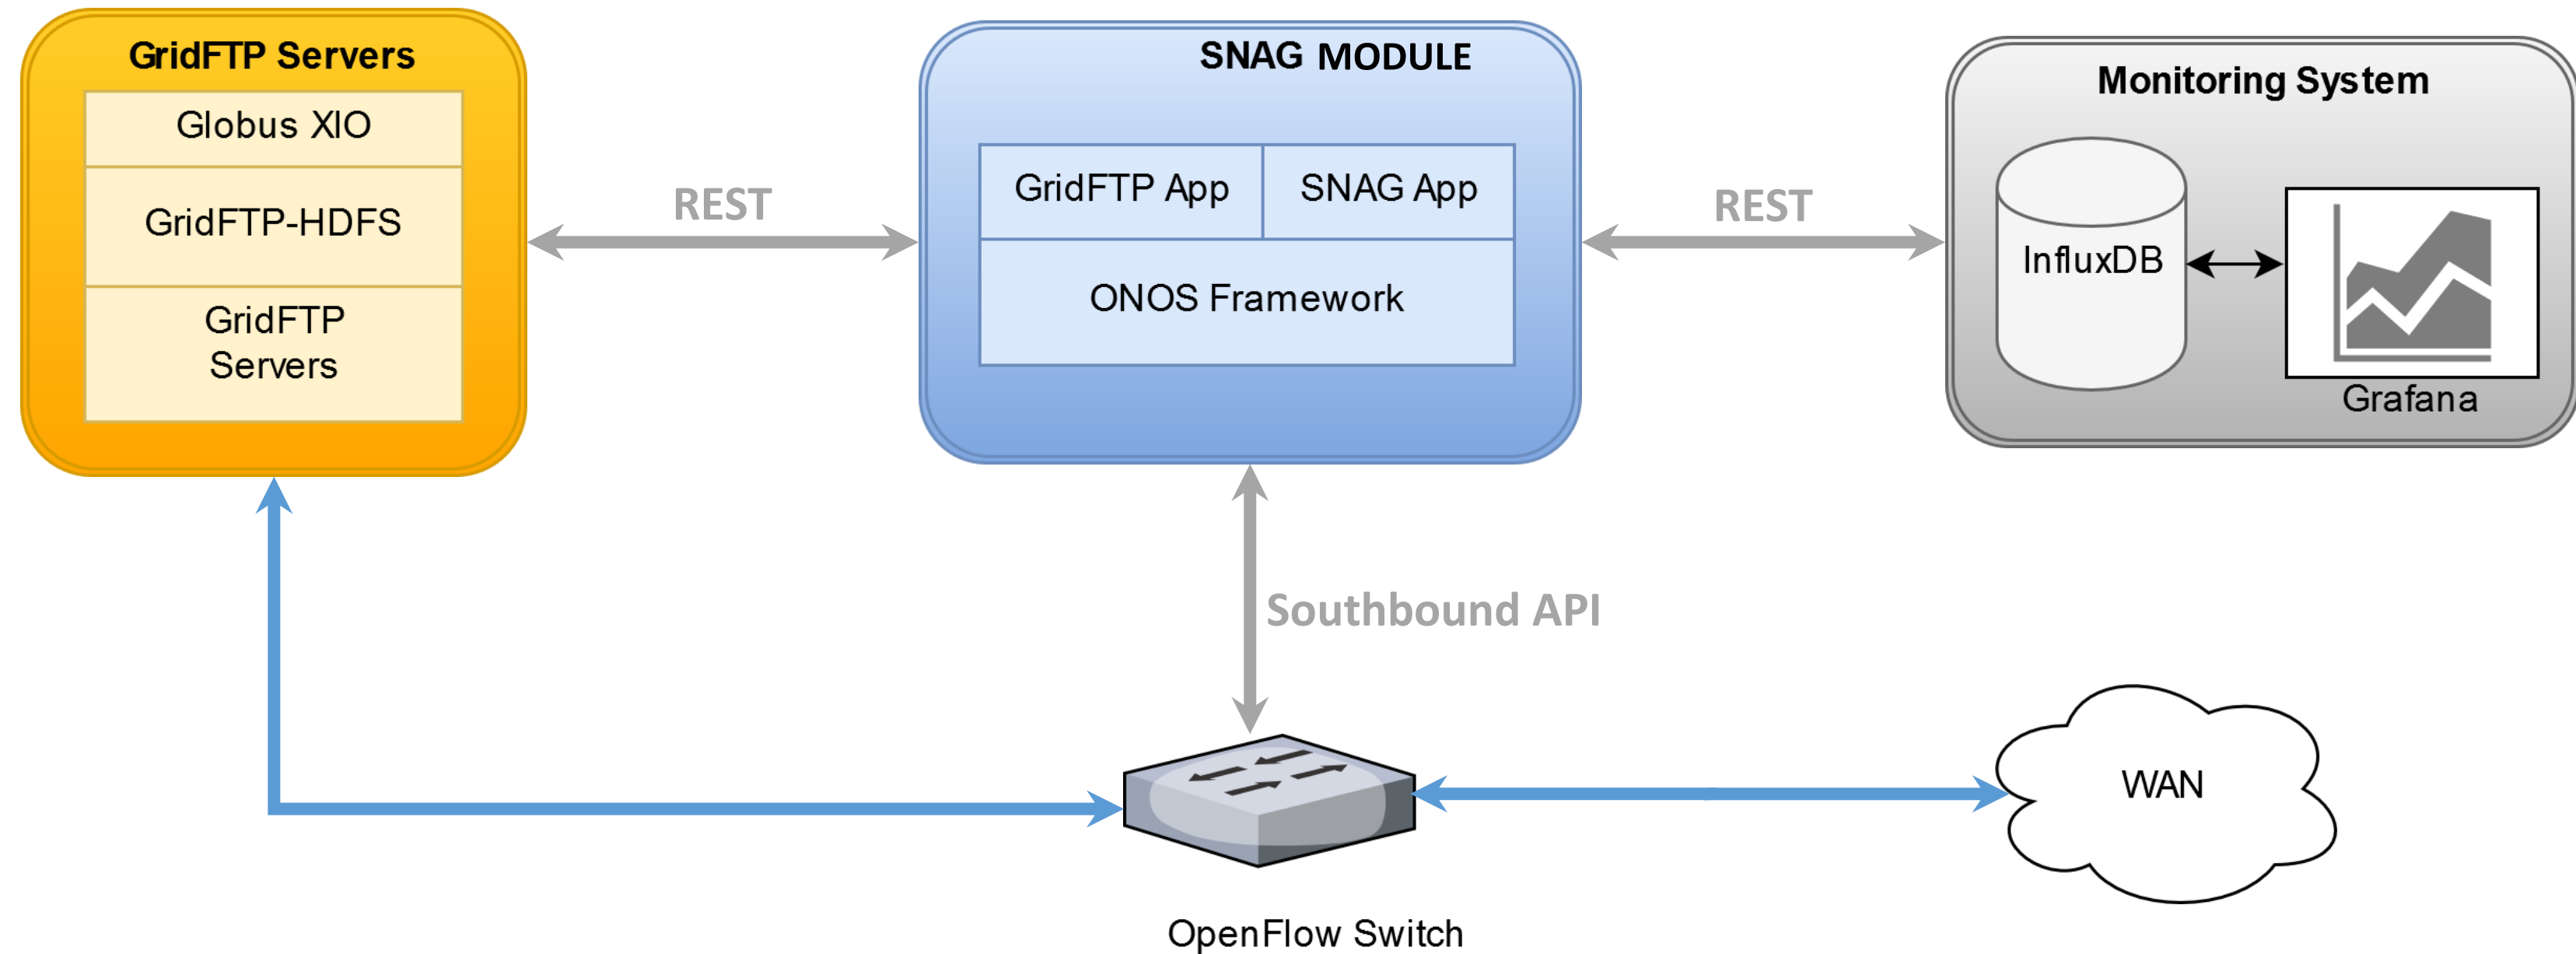 GridFTP Servers
Globus XIO
GridFTP-HDFS
GridFTP
Servers
REST
SNAG MODULE
GridFTP App
SNAG App
ONOS Framework
REST
Monitoring System
InfluxDB
Grafana
Southbound API
OpenFlow Switch
WAN